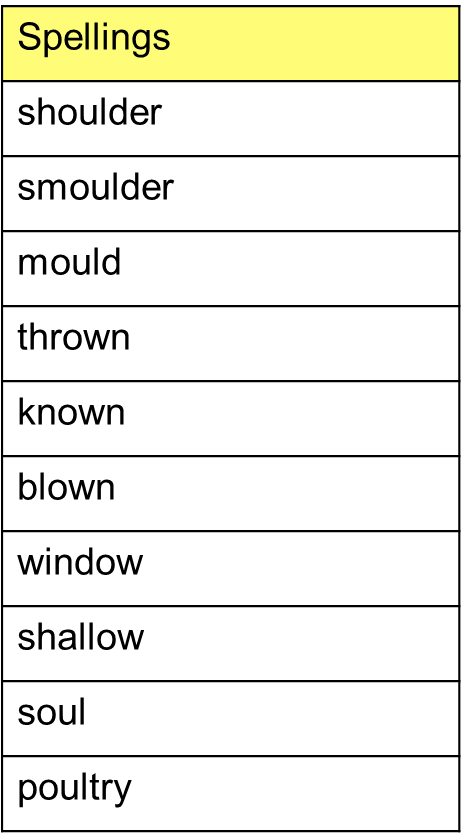 Spellings
shoulder
smoulder
mould
thrown
known
blown
window
shallow
soul
poultry